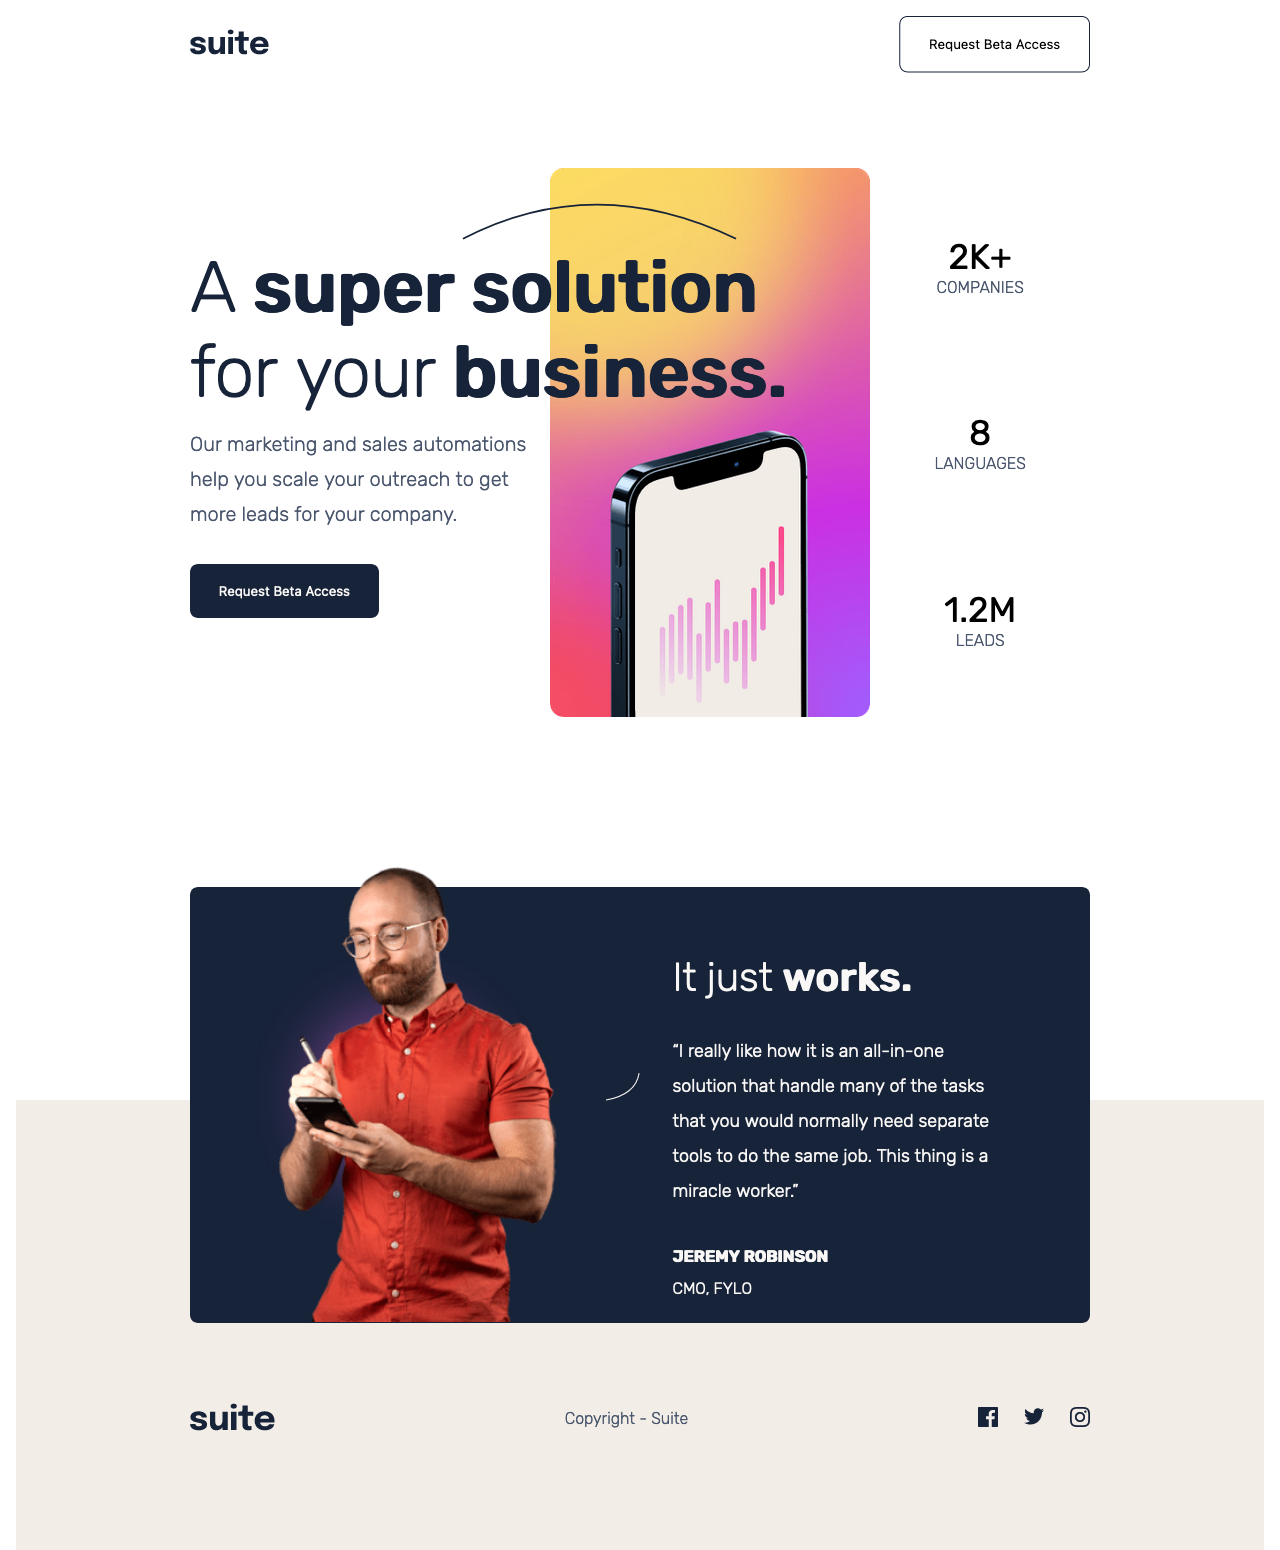 suite
Request Beta Access
A super solution
for your business.
Our marketing and sales automations
help you scale your outreach to get
more leads for your company.
Request Beta Access
2K+
COMPANIES
8
LANGUAGES
1.2M
LEADS
It just works.
“I really like how it is an all-in-one
solution that handle many of the tasks
that you would normally need separate
tools to do the same job. This thing is a
miracle worker.”
JEREMY ROBINSON
CMO, FYLO
suite
Copyright - Suite